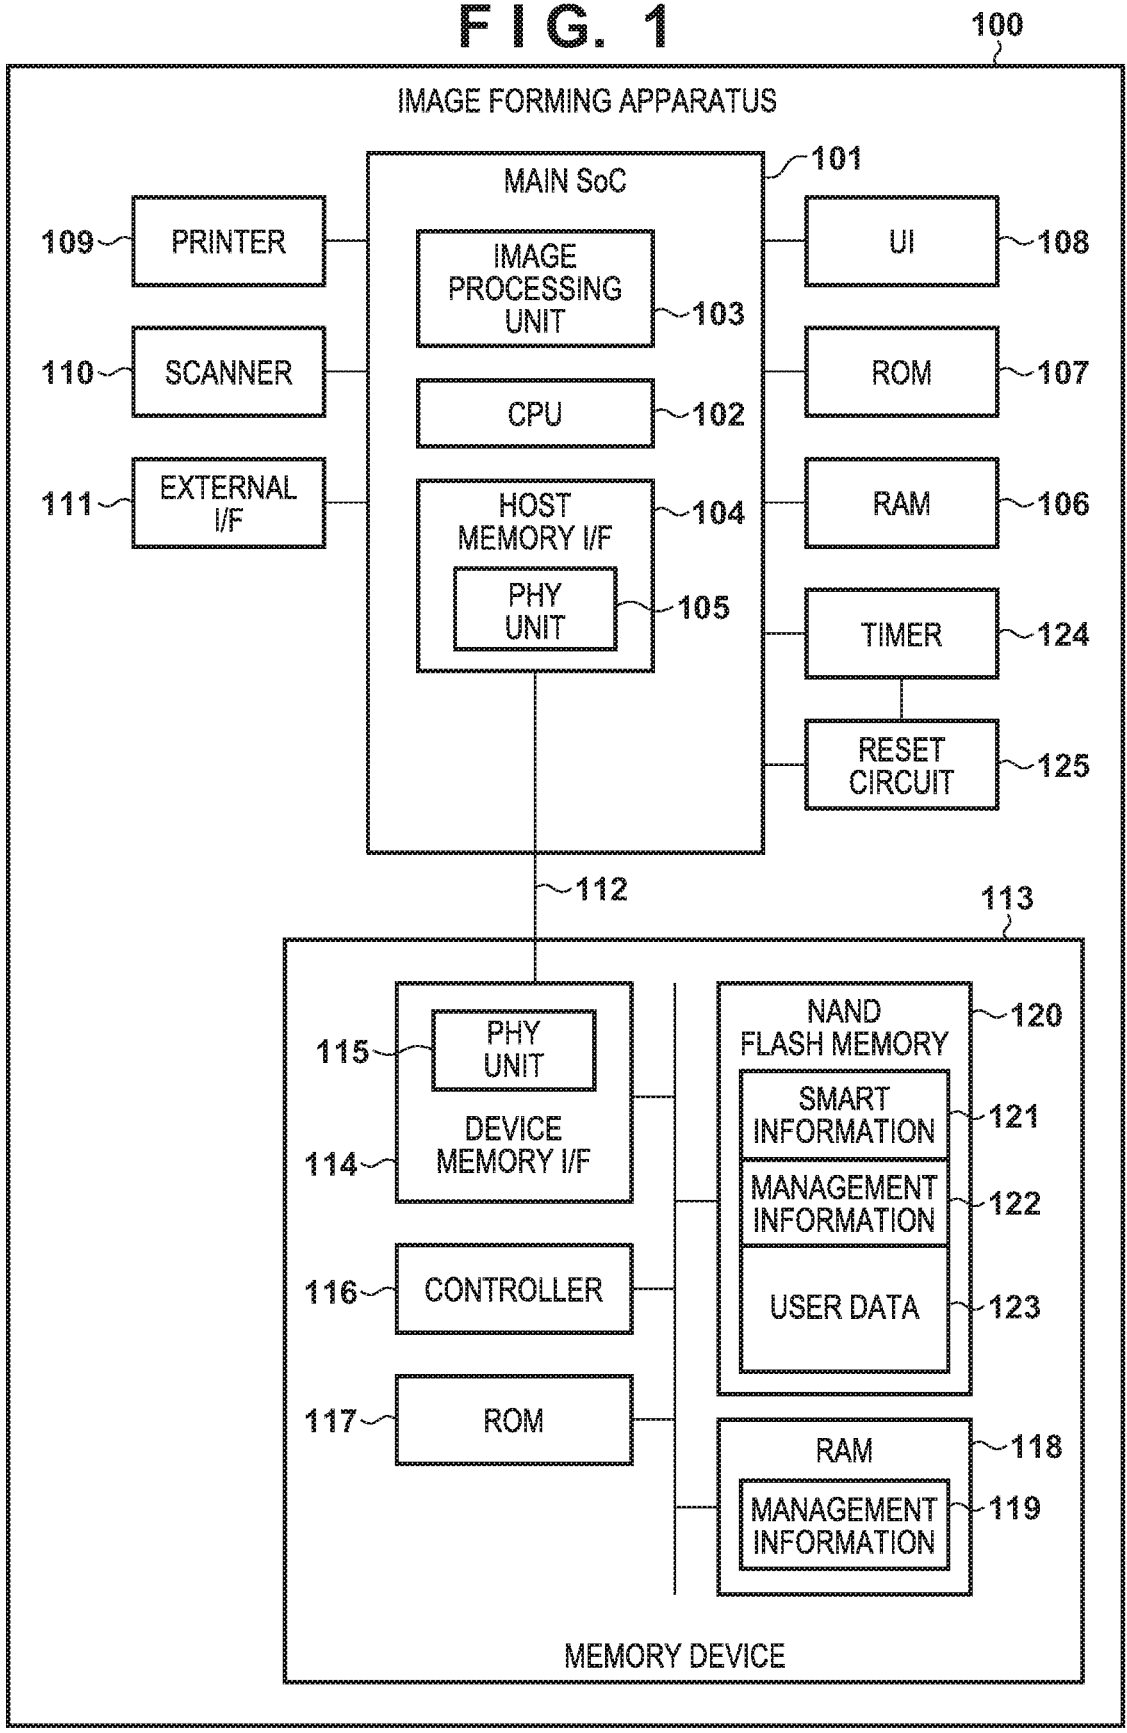 FIG. 1
100
IMAGE FORMING APPARATUS
101
MAIN SoC
109
PRINTER
IMAGE
PROCESSING
UNIT
103
UI
108
110
SCANNER
CPU
102
ROM
107
111
EXTERNAL
I/F
HOST
MEMORY I/F
104
PHY
UNIT
105
RAM
106
TIMER
124
RESET
CIRCUIT
125
112
113
115
PHY
UNIT
114
DEVICE
MEMORY I/F
116
CONTROLLER
117
ROM
NAND
FLASH MEMORY
120
SMART
INFORMATION
121
MANAGEMENT
INFORMATION
122
USER DATA
123
RAM
118
MANAGEMENT
INFORMATION
119
MEMORY DEVICE